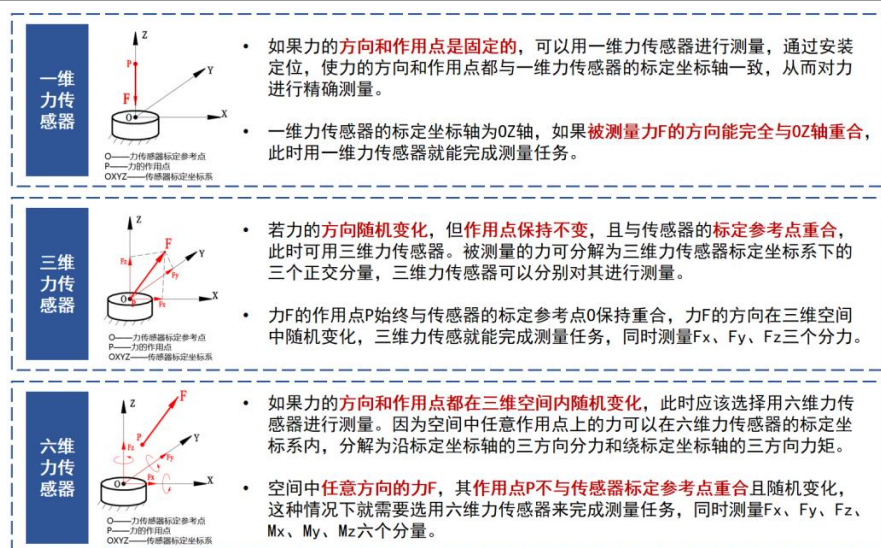 一维
力传
感器
Z
P
Y
F
O
X
O——力传感器标定参考点
P——力的作用点
OXYZ——传感器标定坐标系
• 如果力的方向和作用点是固定的，可以用一维力传感器进行测量，通过安装
定位，使力的方向和作用点都与一维力传感器的标定坐标轴一致，从而对力
进行精确测量。
• 一维力传感器的标定坐标轴为OZ轴，如果被测量力F的方向能完全与OZ轴重合，
此时用一维力传感器就能完成测量任务。
三维
力传
感器
Z
F
Y
Fz
Fy
O
P
Fx
X
O——力传感器标定参考点
P——力的作用点
OXYZ——传感器标定坐标系
• 若力的方向随机变化，但作用点保持不变，且与传感器的标定参考点重合，
此时可用三维力传感器。被测量的力可分解为三维力传感器标定坐标系下的
三个正交分量，三维力传感器可以分别对其进行测量。
• 力F的作用点P始终与传感器的标定参考点O保持重合，力F的方向在三维空间
中随机变化，三维力传感就能完成测量任务，同时测量Fx、Fy、Fz三个分力。
六维
力传
感器
Z
F
P
Y
Fz
Fy
O
Fx
X
O——力传感器标定参考点
P——力的作用点
OXYZ——传感器标定坐标系
• 如果力的方向和作用点都在三维空间内随机变化，此时应该选择用六维力传
感器进行测量。因为空间中任意作用点上的力可以在六维力传感器的标定坐
标系内，分解为沿标定坐标轴的三方向分力和绕标定坐标轴的三方向力矩。
• 空间中任意方向的力F，其作用点P不与传感器标定参考点重合且随机变化，
这种情况下就需要选用六维力传感器来完成测量任务，同时测量Fx、Fy、Fz、
Mx、My、Mz六个分量。